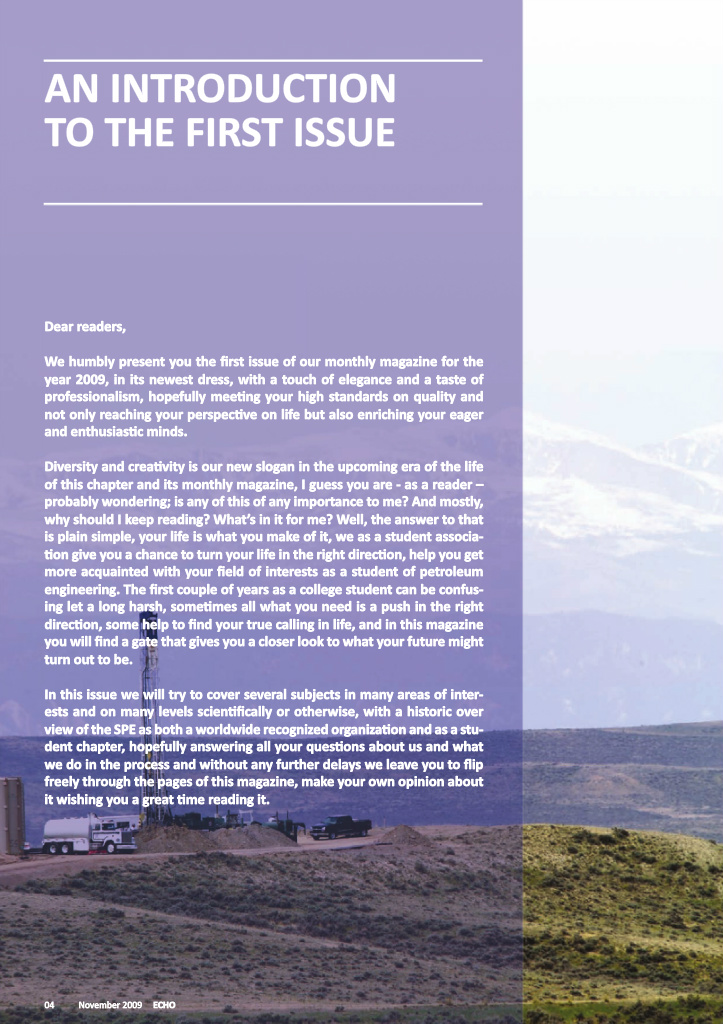 AN INTRODUCTION
TO THE FIRST ISSUE
Dear readers,
We humbly present you the first issue of our monthly magazine for the
year 2009, in its newest dress, with a touch of elegance and a taste of
professionalism, hopefully meeting your high standards on quality and
not only reaching your perspective on life but also enriching your eager
and enthusiastic minds.
Diversity and creativity is our new slogan in the upcoming era of the life
of this chapter and its monthly magazine, I guess you are - as a reader –
probably wondering; is any of this of any importance to me? And mostly,
why should I keep reading? What's in it for me? Well, the answer to that
is plain simple, your life is what you make of it, we as a student associa-
tion give you a chance to turn your life in the right direction, help you get
more acquainted with your field of interests as a student of petroleum
engineering. The first couple of years as a college student can be confus-
ing let a long harsh, sometimes all what you need is a push in the right
direction, some help to find your true calling in life, and in this magazine
you will find a gate that gives you a closer look to what your future might
turn out to be.
In this issue we will try to cover several subjects in many areas of inter-
ests and on many levels scientifically or otherwise, with a historic over
view of the SPE as both a worldwide recognized organization and as a stu-
dent chapter, hopefully answering all your questions about us and what
we do in the process and without any further delays we leave you to flip
freely through the pages of this magazine, make your own opinion about
it wishing you a great time reading it.
04 November 2009 ECHO